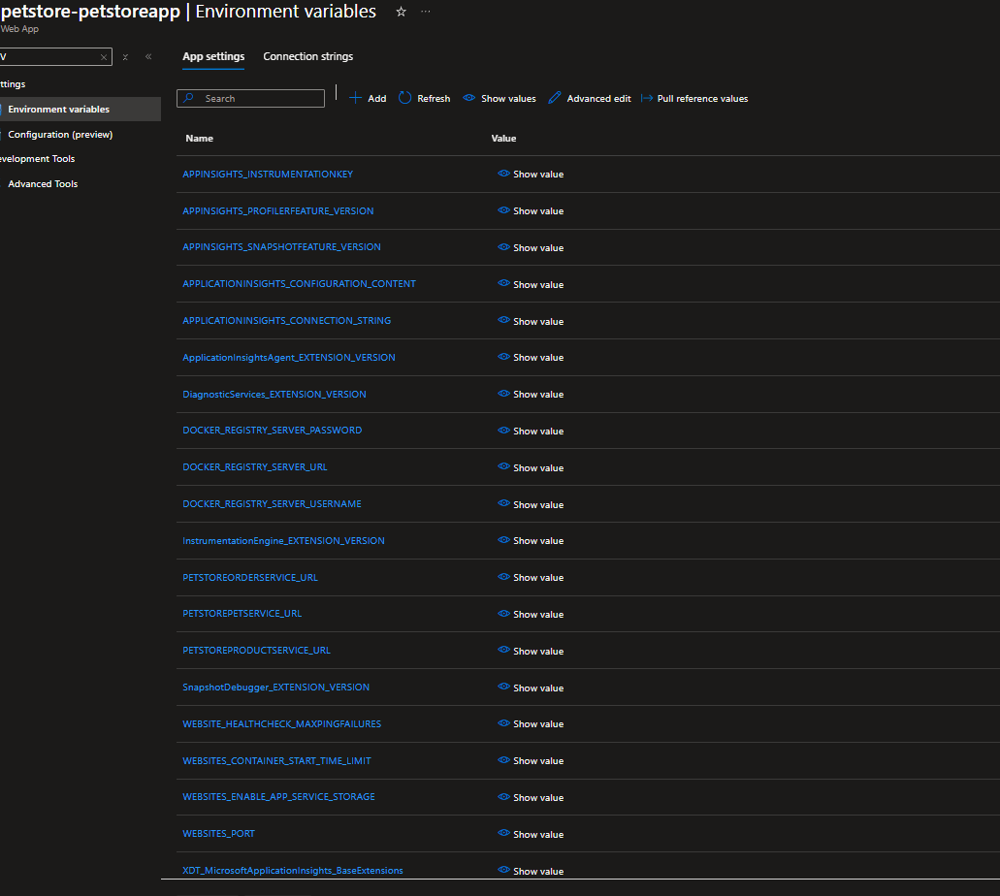 petstore-petstoreapp | Environment variables
Web App
V
App settings
Connection strings
Search
Add
Refresh
Show values
Advanced edit
Pull reference values
ttings
Environment variables
Configuration (preview)
evelopment Tools
Advanced Tools
Name
Value
APPINSIGHTS_INSTRUMENTATIONKEY
Show value
APPINSIGHTS_PROFILERFEATURE_VERSION
Show value
APPINSIGHTS_SNAPSHOTFEATURE_VERSION
Show value
APPLICATIONINSIGHTS_CONFIGURATION_CONTENT
Show value
APPLICATIONINSIGHTS_CONNECTION_STRING
Show value
ApplicationInsightsAgent_EXTENSION_VERSION
Show value
DiagnosticServices_EXTENSION_VERSION
Show value
DOCKER_REGISTRY_SERVER_PASSWORD
Show value
DOCKER_REGISTRY_SERVER_URL
Show value
DOCKER_REGISTRY_SERVER_USERNAME
Show value
InstrumentationEngine_EXTENSION_VERSION
Show value
PETSTOREORDERSERVICE_URL
Show value
PETSTOREPETSERVICE_URL
Show value
PETSTOREPRODUCTSERVICE_URL
Show value
SnapshotDebugger_EXTENSION_VERSION
Show value
WEBSITE_HEALTHCHECK_MAXPINGFAILURES
Show value
WEBSITES_CONTAINER_START_TIME_LIMIT
Show value
WEBSITES_ENABLE_APP_SERVICE_STORAGE
Show value
WEBSITES_PORT
Show value
XDT_MicrosoftApplicationInsights_BaseExtensions
Show value